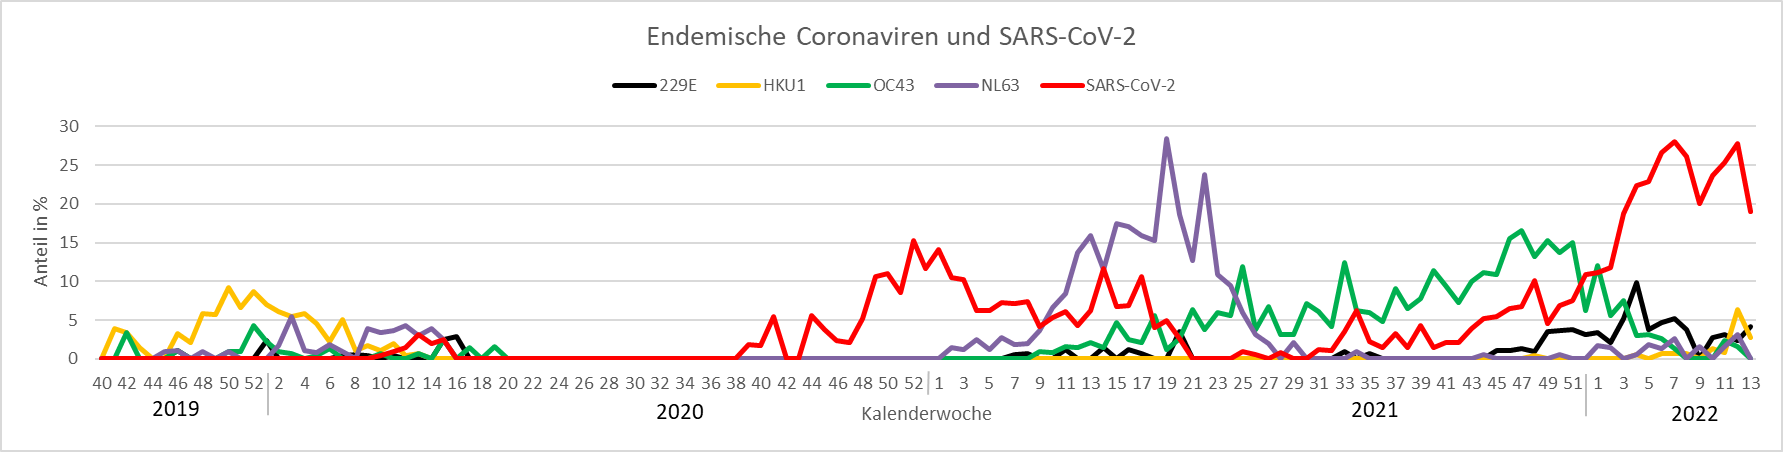 Endemische Coronaviren und SARS-CoV-2
229E HKU1 OC43 NL63 SARS-CoV-2
Anteil in %
30
25
20
15
10
5
0
40 42 44 46 48 50 52 2 4 6 8 10 12 14 16 18 20 22 24 26 28 30 32 34 36 38 40 42 44 46 48 50 52 1 3 5 7 9 11 13 15 17 19 21 23 25 27 29 31 33 35 37 39 41 43 45 47 49 51 1 3 5 7 9 11 13
2019 2020 Kalenderwoche 2021 2022